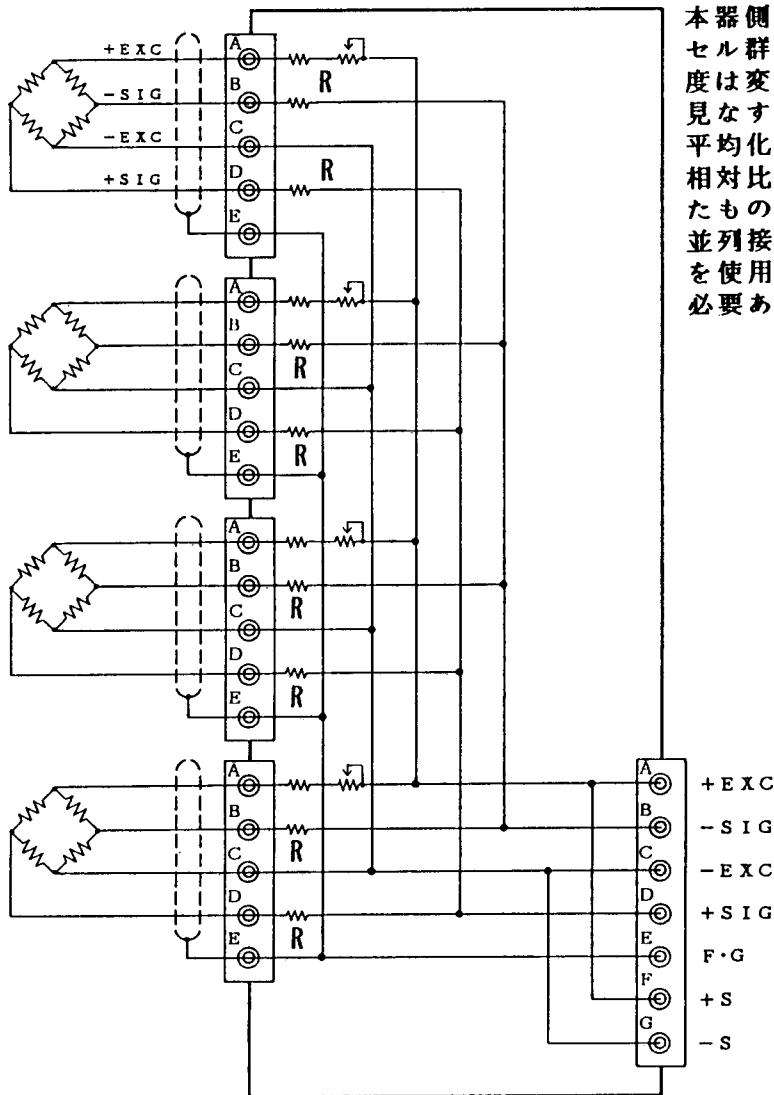 本器側
セル群
度は変
見なす
平均化
相対比
たもの
並列接
を使用
必要あ
+EXC
A
R
-SIG
B
-EXC
C
+SIG
D
R
E
A
B
R
C
D
R
E
A
B
R
C
D
R
E
A
B
R
C
D
R
E
A +EXC
B -SIG
C -EXC
D +SIG
E F·G
F +S
G -S